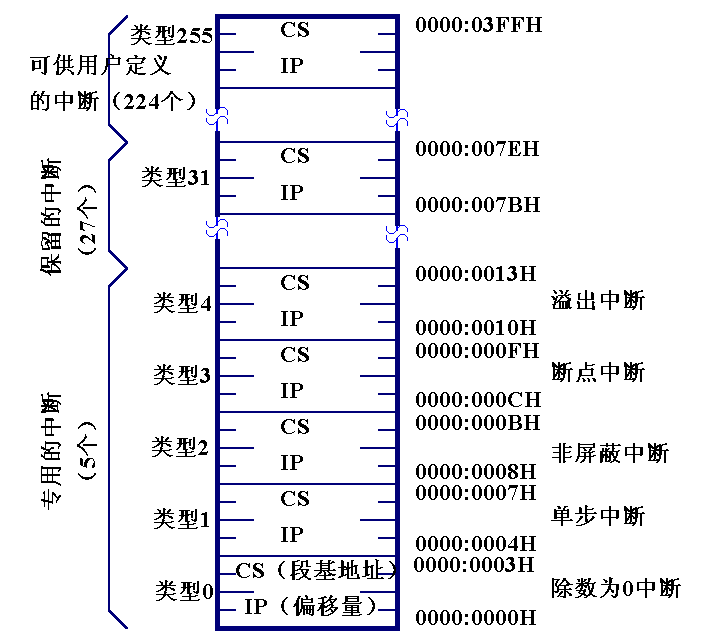 类型255
CS
0000:03FFH
可供用户定义
IP
的中断（224个）
CS
0000:007EH
类型31
IP
0000:007BH
保留的中断
（27个）
CS
0000:0013H
类型4
溢出中断
IP
0000:0010H
CS
0000:000FH
类型3
断点中断
IP
0000:000CH
CS
0000:000BH
类型2
非屏蔽中断
IP
0000:0008H
专用的中断
（5个）
CS
0000:0007H
类型1
单步中断
IP
0000:0004H
CS（段基地址）
0000:0003H
类型0
除数为0中断
IP（偏移量）
0000:0000H